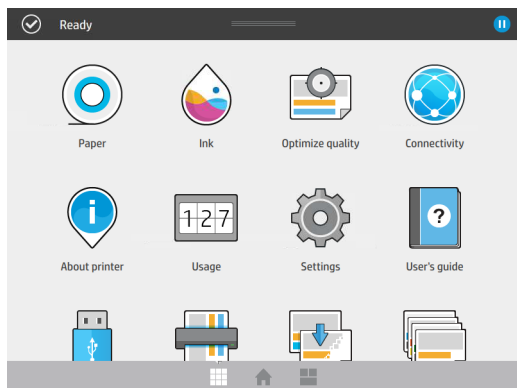 Ready
Paper
Ink
Optimize quality
Connectivity
i
127
?
About printer
Usage
Settings
User's guide